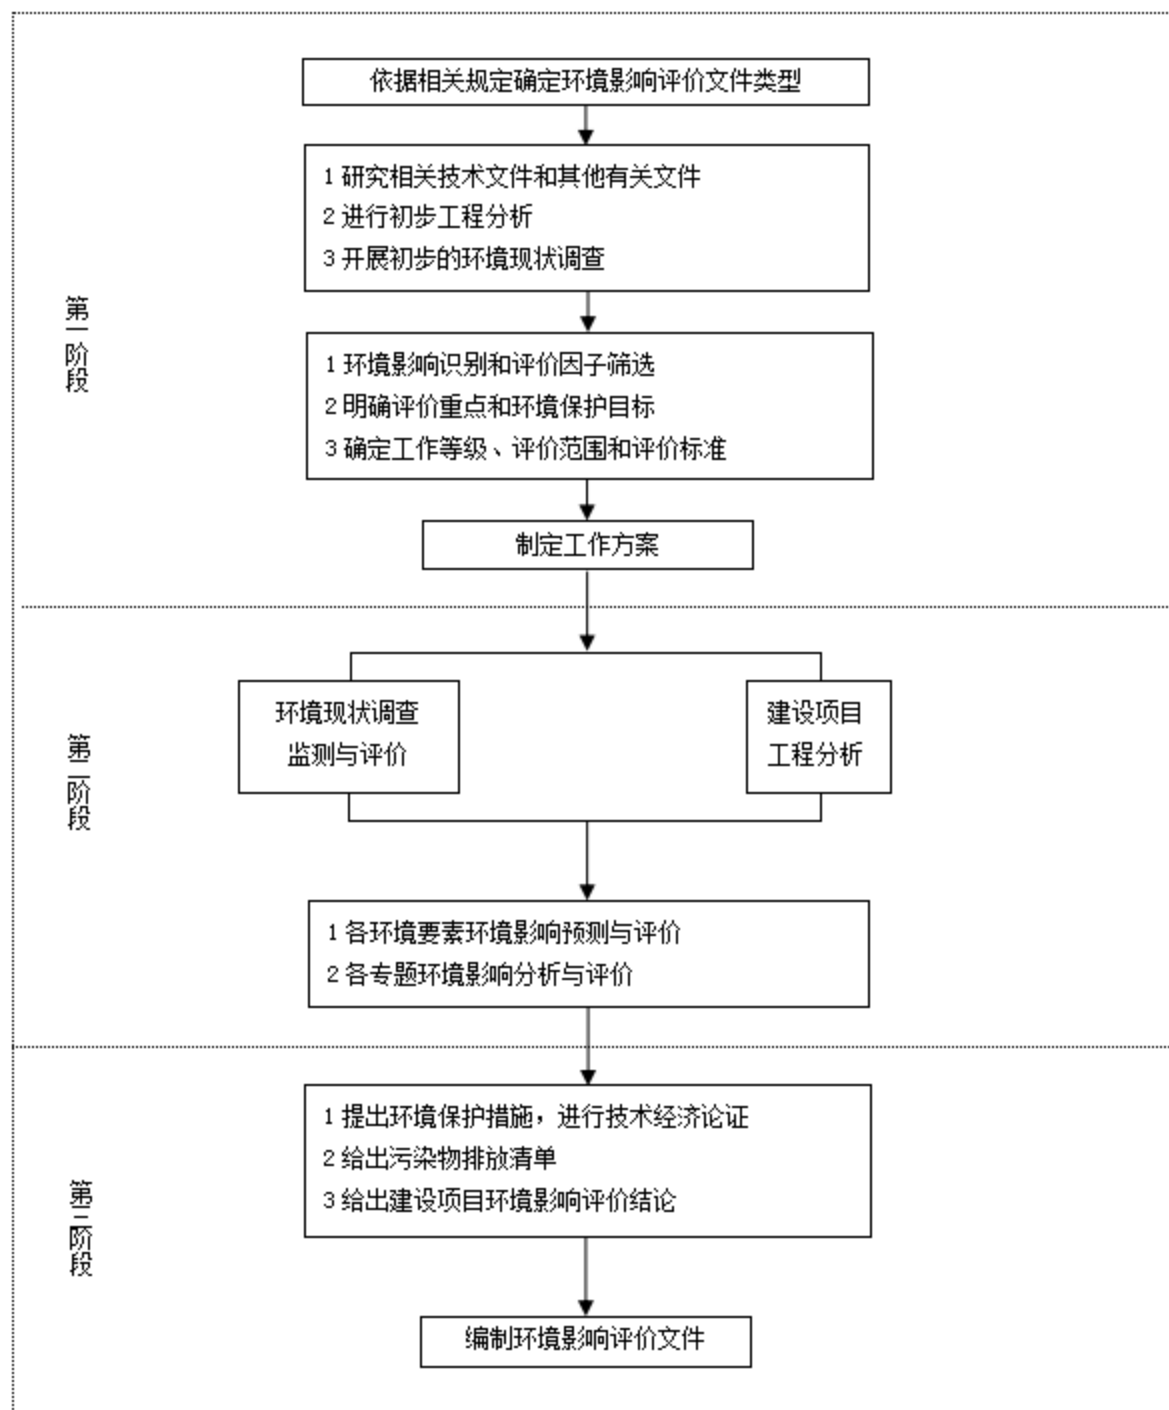 依据相关规定确定环境影响评价文件类型
1 研究相关技术文件和其他有关文件
2 进行初步工程分析
3 开展初步的环境现状调查
第一阶段
1 环境影响识别和评价因子筛选
2 明确评价重点和环境保护目标
3 确定工作等级、评价范围和评价标准
制定工作方案
第二阶段
环境现状调查
监测与评价
建设项目
工程分析
1 各环境要素环境影响预测与评价
2 各专题环境影响分析与评价
第三阶段
1 提出环境保护措施，进行技术经济论证
2 给出污染物排放清单
3 给出建设项目环境影响评价结论
编制环境影响评价文件